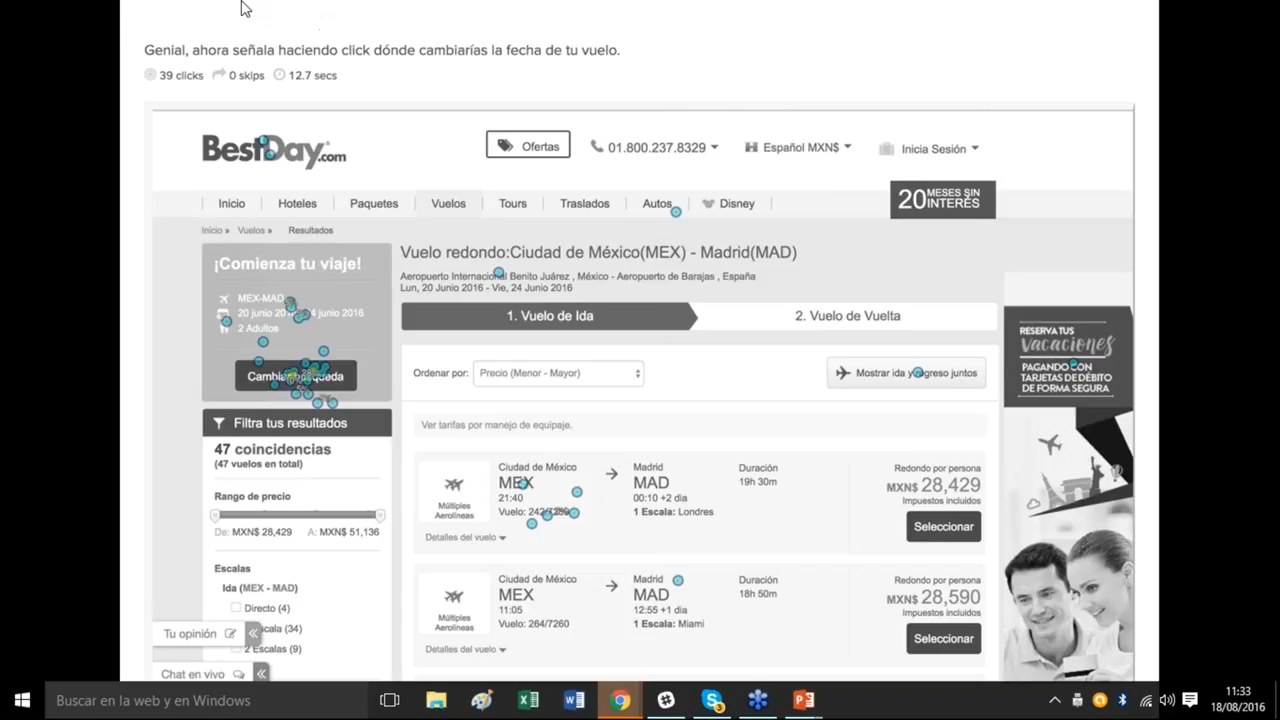 Genial, ahora señala haciendo click dónde cambiarías la fecha de tu vuelo.
39 clicks 0 skips 12.7 secs
BestDay.com
Ofertas
01.800.237.8329
Español MXN$
Inicia Sesión
Inicio Hoteles Paquetes Vuelos Tours Traslados Autos Disney
20 MESES SIN INTERÉS
Inicio » Vuelos » Resultados
¡Comienza tu viaje!
MEX-MAD
20 junio junio 2016
2 Adultos
Vuelo redondo:Ciudad de México(MEX) - Madrid(MAD)
Aeropuerto Internacional Benito Juárez , México - Aeropuerto de Barajas , España
Lun, 20 Junio 2016 - Vie, 24 Junio 2016
1. Vuelo de Ida
2. Vuelo de Vuelta
Ordenar por: Precio (Menor - Mayor)
Mostrar ida y regreso juntos
RESERVA TUS
Vacaciones
PAGANDO CON
TARJETAS DE DÉBITO
DE FORMA SEGURA
Filtra tus resultados
47 coincidencias
(47 vuelos en total)
Rango de precio
De: MXN$ 28,429 A: MXN$ 51,136
Escalas
Ida (MEX - MAD)
Directo (4)
(34)
2 Escalas (9)
Tu opinión
Chat en vivo
Ver tarifas por manejo de equipaje.
Múltiples
Aerolíneas
Ciudad de México
MEX
21:40
Vuelo:
Detalles del vuelo
Madrid
MAD
00:10 +2 dia
1 Escala: Londres
Duración
19h 30m
Redondo por persona
MXN$ 28,429
Impuestos incluidos
Seleccionar
Múltiples
Aerolíneas
Ciudad de México
MEX
11:05
Vuelo: 264/7260
Detalles del vuelo
Madrid
MAD
12:55 +1 dia
1 Escala: Miami
Duración
18h 50m
Redondo por persona
MXN$ 28,590
Impuestos incluidos
Seleccionar
Buscar en la web y en Windows
11:33
18/08/2016